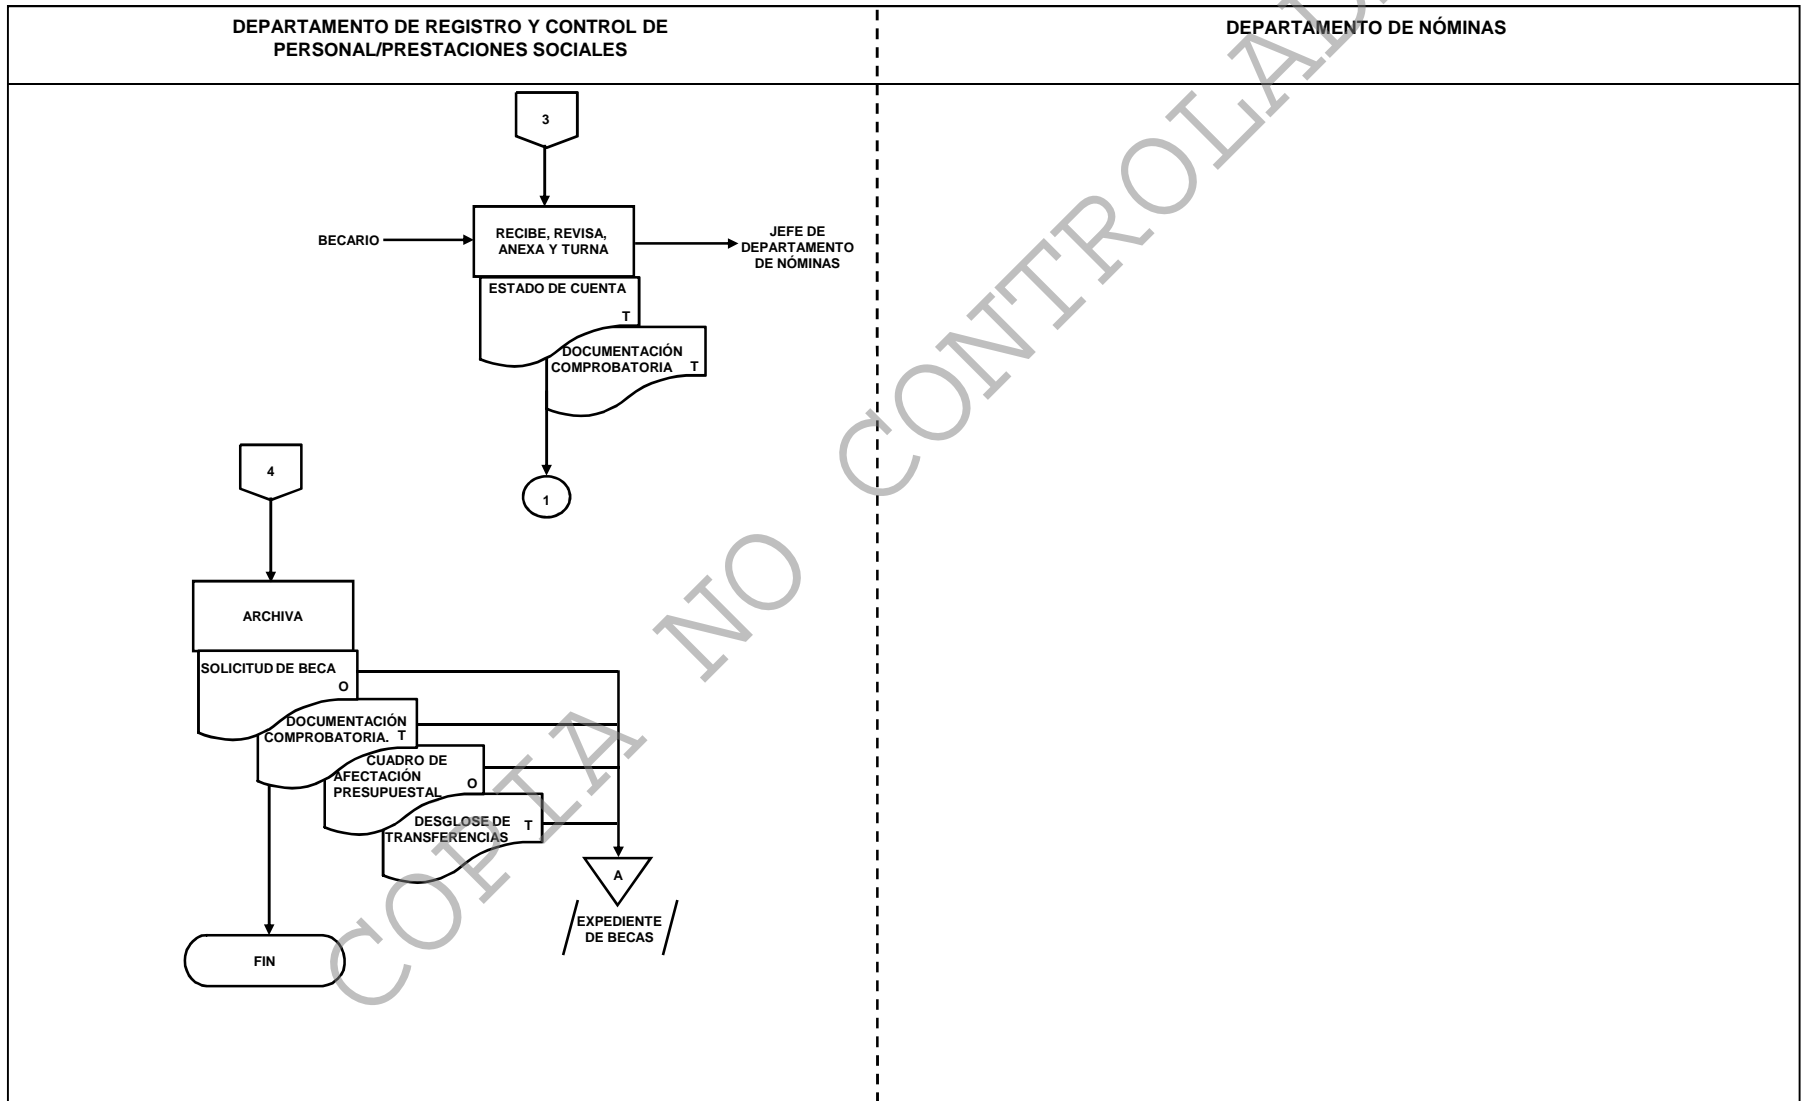 DEPARTAMENTO DE REGISTRO Y CONTROL DE
PERSONAL/PRESTACIONES SOCIALES
DEPARTAMENTO DE NÓMINAS
3
BECARIO
RECIBE, REVISA,
ANEXA Y TURNA
JEFE DE
DEPARTAMENTO
DE NÓMINAS
ESTADO DE CUENTA
T
DOCUMENTACIÓN
COMPROBATORIA T
1
4
ARCHIVA
SOLICITUD DE BECA
O
DOCUMENTACIÓN
COMPROBATORIA. T
CUADRO DE
AFECTACIÓN
PRESUPUESTAL O
DESGLOSE DE
TRANSFERENCIAS T
A
EXPEDIENTE
DE BECAS
FIN
COPIA NO CONTROLAD